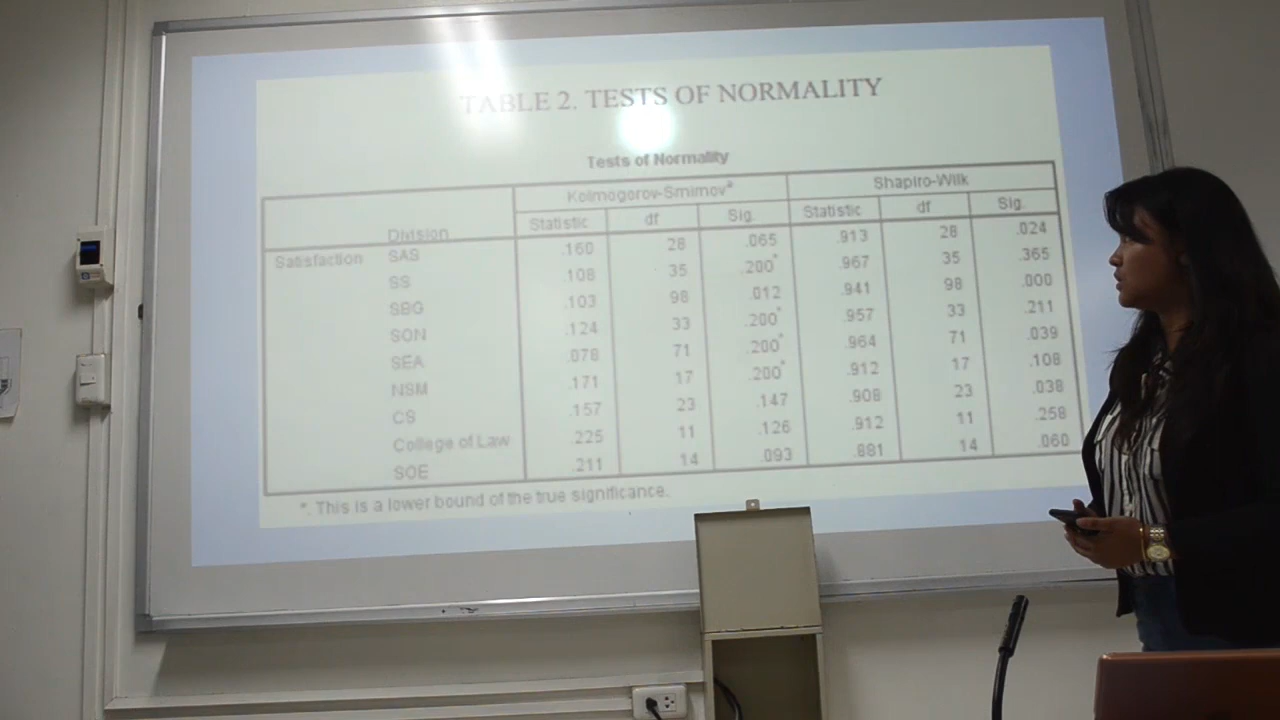 TABLE 2. TESTS OF NORMALITY
Tests of Normality
Kolmogorov-Smirnovª Shapiro-Wilk
Division Statistic df Sig. Statistic df Sig.
Satisfaction SAS .160 28 .065 .913 28 .024
SS .108 35 .200* .967 35 .365
SBG .103 98 .012 .941 98 .000
SON .124 33 .200* .957 33 .211
SEA .078 71 .200* .964 71 .039
NSM .171 17 .200* .912 17 .108
CS .157 23 .147 .908 23 .038
College of Law .225 11 .126 .912 11 .258
SOE .211 14 .093 .881 14 .060
*. This is a lower bound of the true significance.